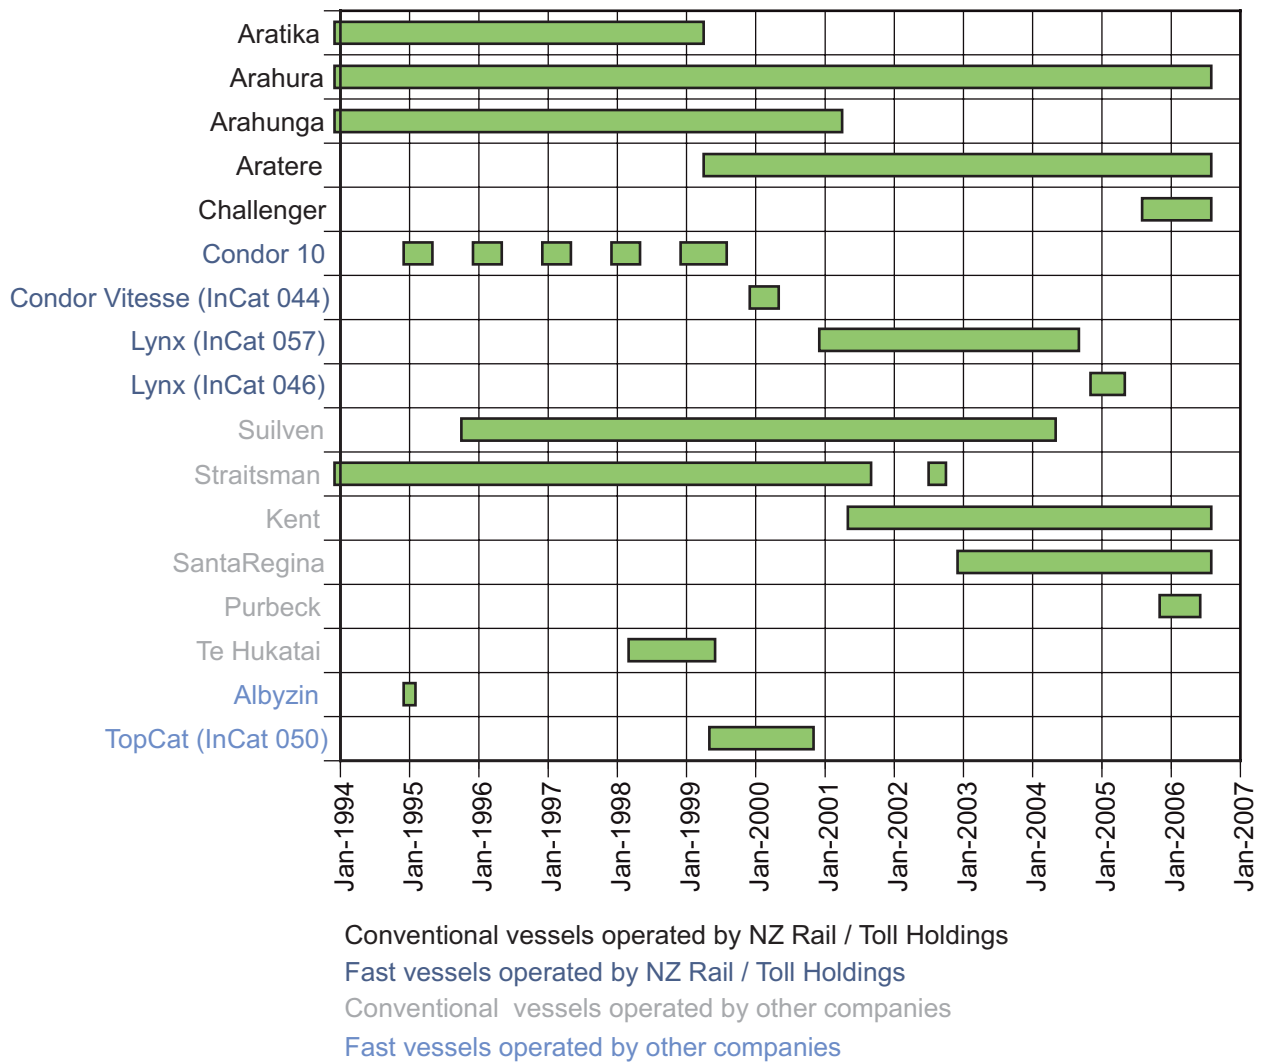 Aratika
Arahura
Arahunga
Aratere
Challenger
Condor 10
Condor Vitesse (InCat 044)
Lynx (InCat 057)
Lynx (InCat 046)
Suilven
Straitsman
Kent
SantaRegina
Purbeck
Te Hukatai
Albyzin
TopCat (InCat 050)
Jan-1994
Jan-1995
Jan-1996
Jan-1997
Jan-1998
Jan-1999
Jan-2000
Jan-2001
Jan-2002
Jan-2003
Jan-2004
Jan-2005
Jan-2006
Jan-2007
Conventional vessels operated by NZ Rail / Toll Holdings
Fast vessels operated by NZ Rail / Toll Holdings
Conventional vessels operated by other companies
Fast vessels operated by other companies